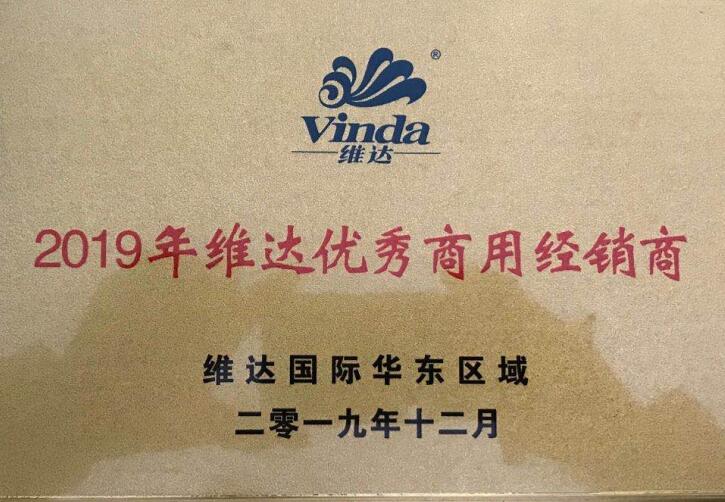 ®
Vinda
维达
2019年维达优秀商用经销商
维达国际华东区域
二零一九年十二月